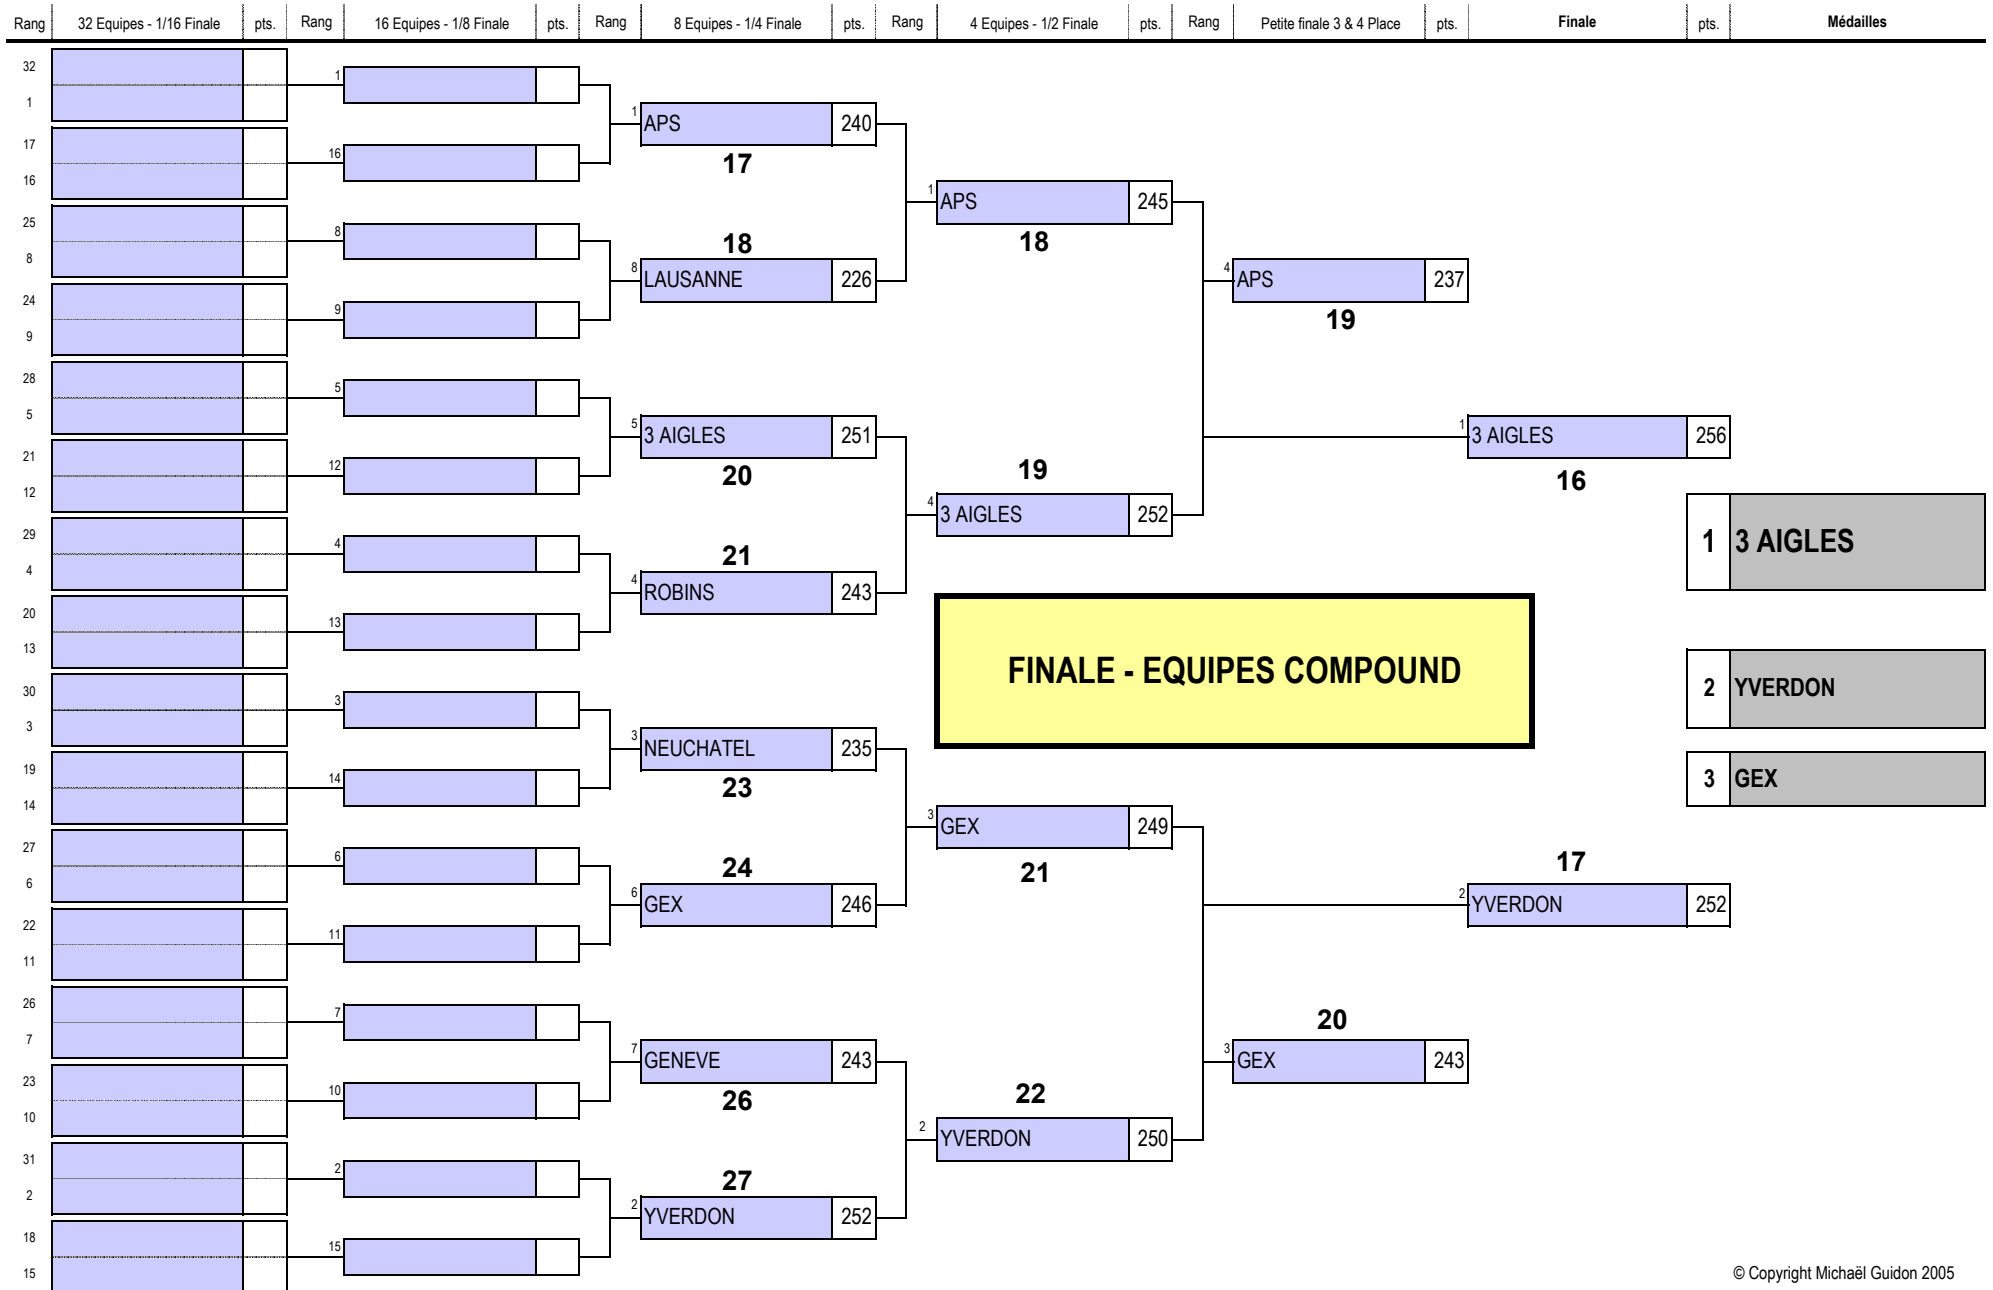 Rang 32 Equipes - 1/16 Finale pts. Rang 16 Equipes - 1/8 Finale pts. Rang 8 Equipes - 1/4 Finale pts. Rang 4 Equipes - 1/2 Finale pts. Rang Petite finale 3 & 4 Place pts. Finale pts. Médailles
32
1
1
1 APS 240
17
17
16
16
1 APS 245
25
8
18
18
8
8 LAUSANNE 226
4 APS 237
24
9
19
9
28
5
5
5 3 AIGLES 251
1 3 AIGLES 256
21
12
20
19
16
12
4 3 AIGLES 252
29
4
1 3 AIGLES
21
4
4 ROBINS 243
20
13
13
FINALE - EQUIPES COMPOUND
2 YVERDON
30
3
3
3 NEUCHATEL 235
19
14
23
3 GEX
14
3 GEX 249
27
6
24
21
17
6
6 GEX 246
2 YVERDON 252
22
11
11
26
7
20
7
7 GENEVE 243
3 GEX 243
23
10
26
22
10
2 YVERDON 250
31
2
27
2
2 YVERDON 252
18
15
15
© Copyright Michaël Guidon 2005